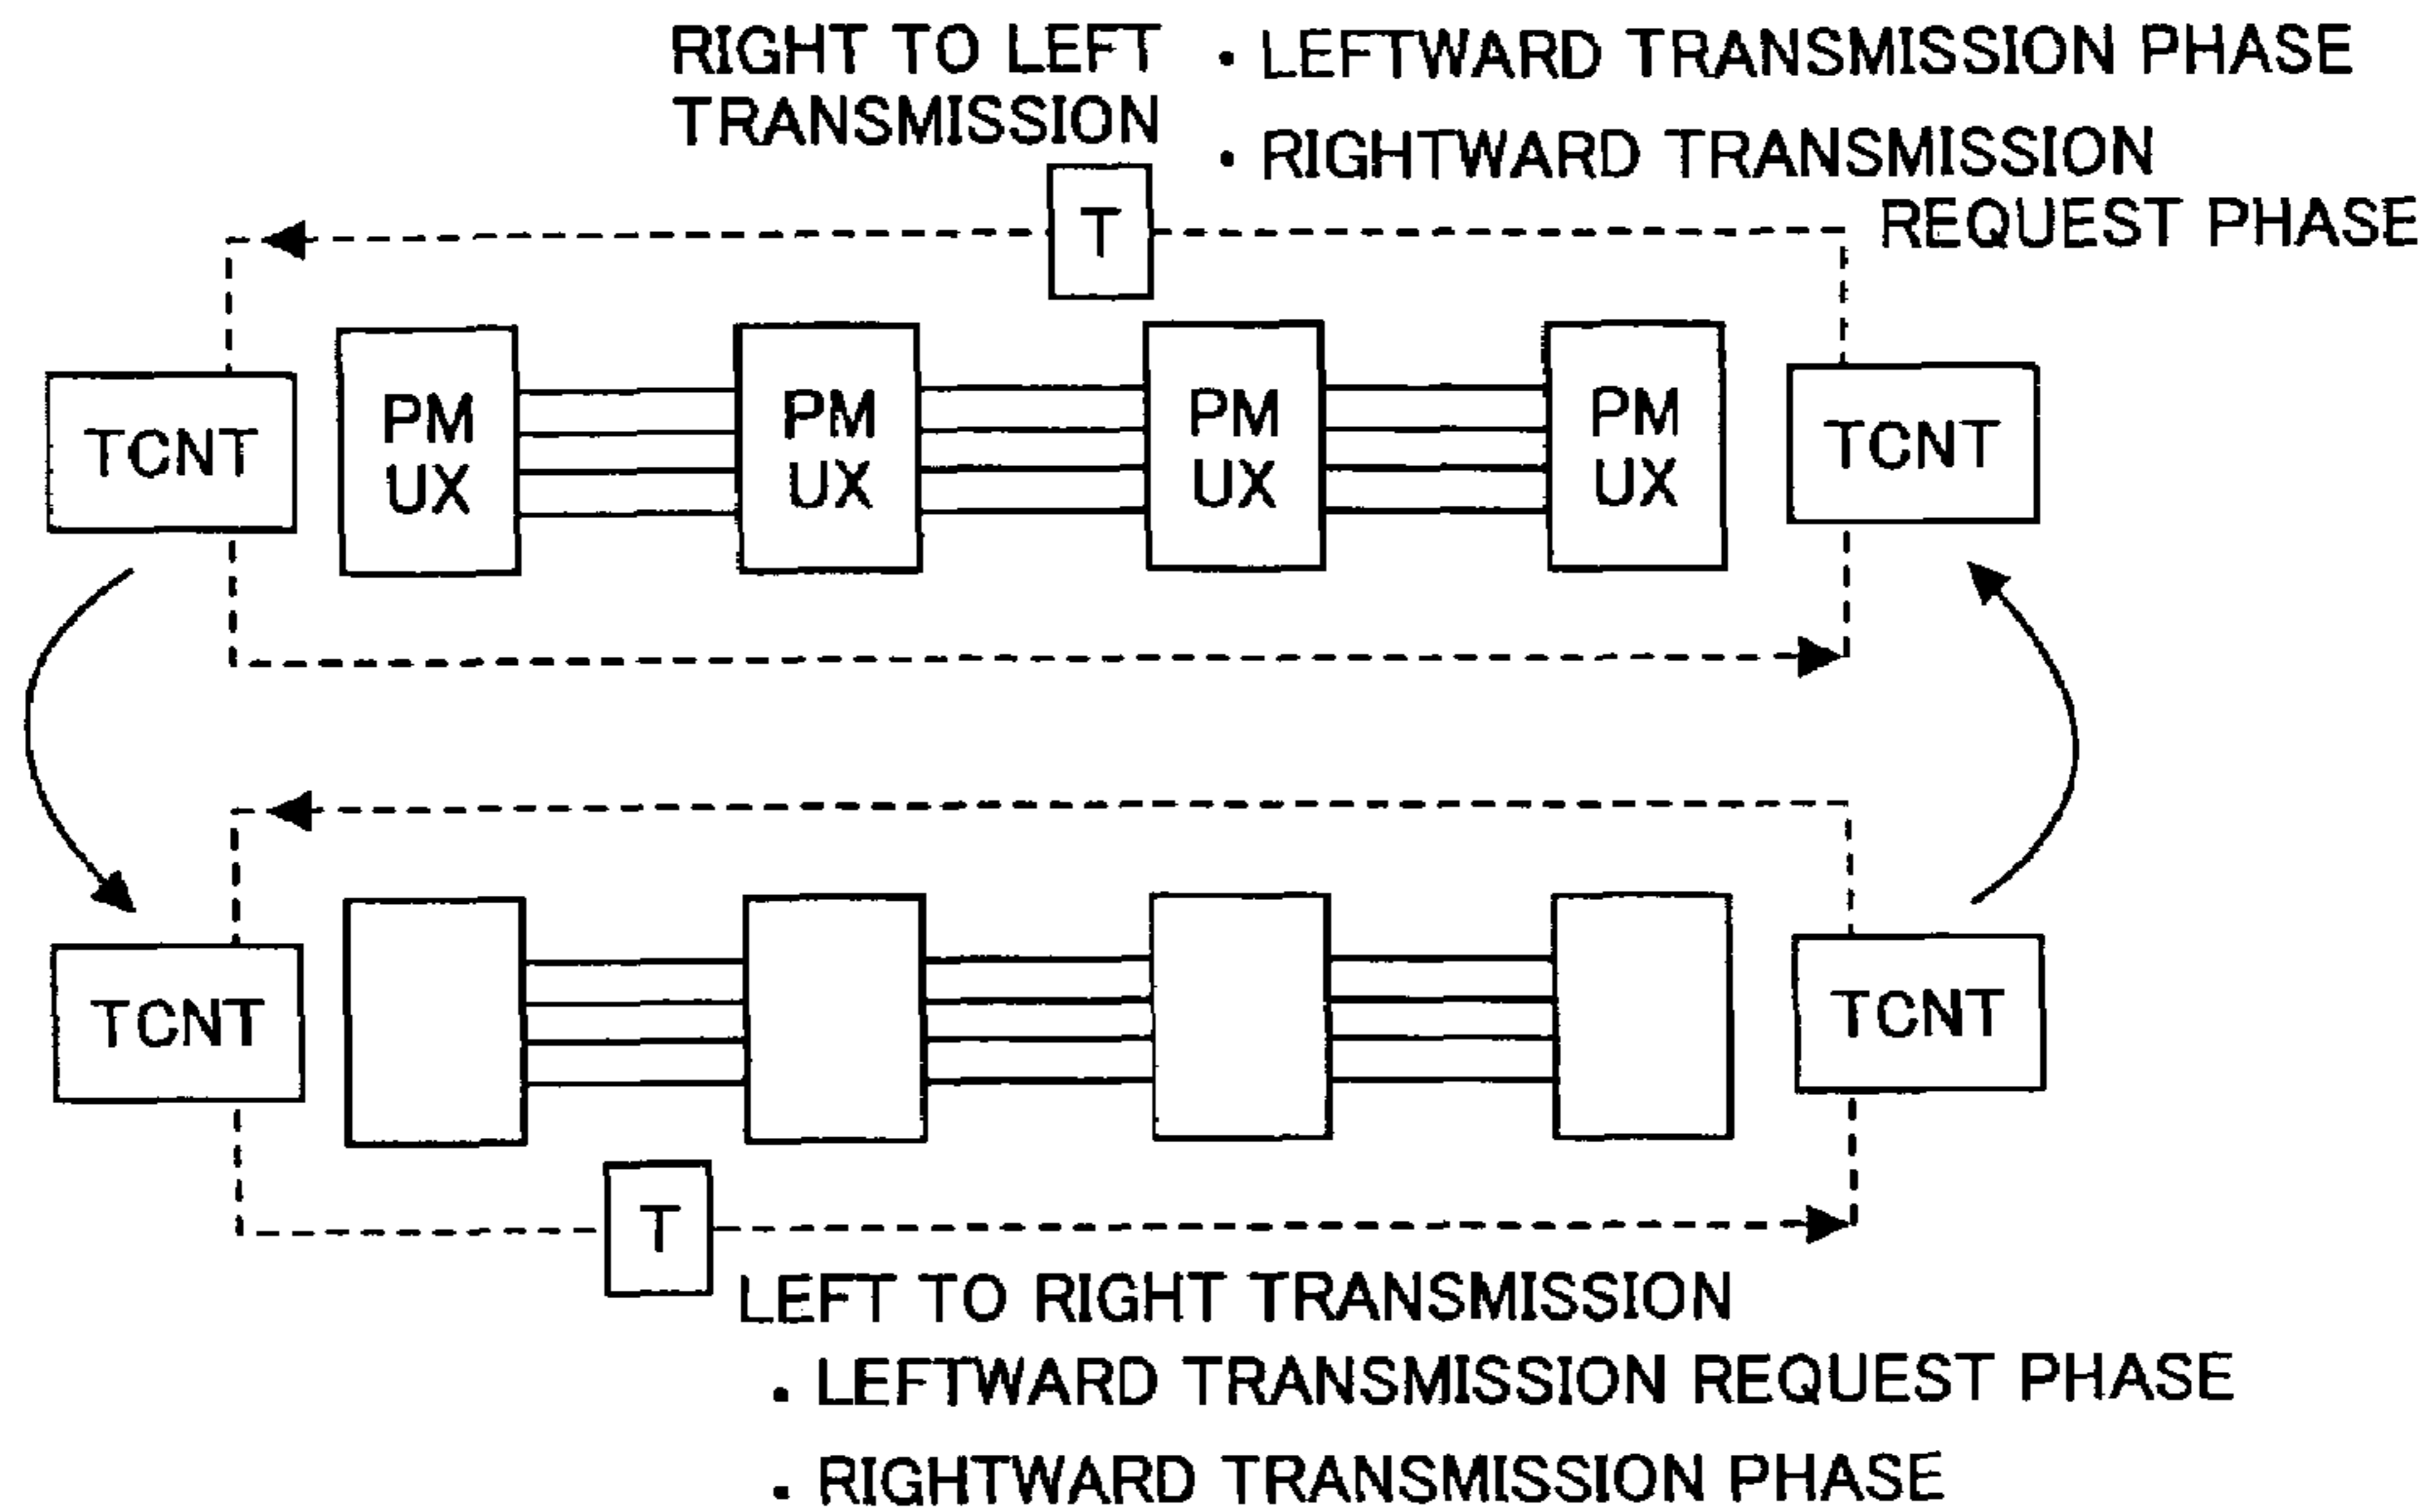 RIGHT TO LEFT
TRANSMISSION
・LEFTWARD TRANSMISSION PHASE
・RIGHTWARD TRANSMISSION
REQUEST PHASE
T
TCNT
PM
UX
PM
UX
PM
UX
PM
UX
TCNT
TCNT
TCNT
T
LEFT TO RIGHT TRANSMISSION
・LEFTWARD TRANSMISSION REQUEST PHASE
・RIGHTWARD TRANSMISSION PHASE